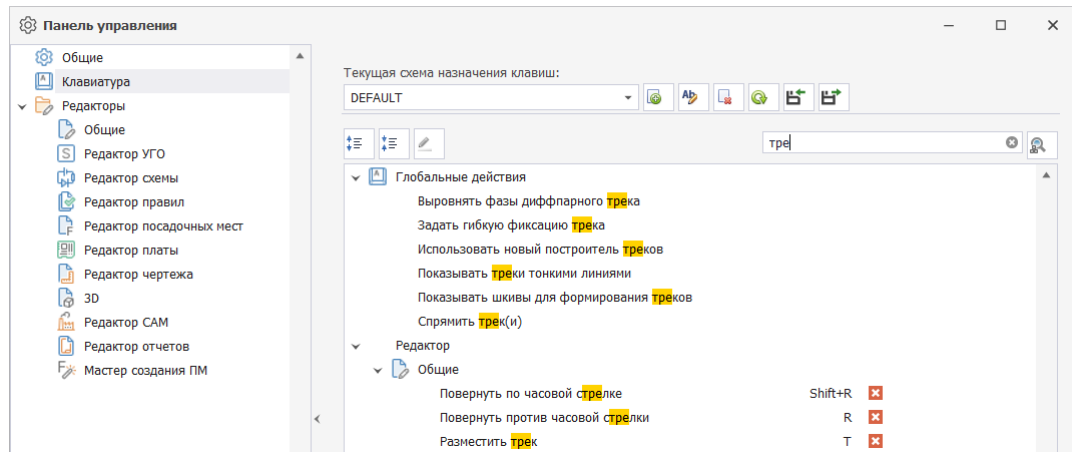 Панель управления
Общие
Клавиатура
Редакторы
Общие
Редактор УГО
Редактор схемы
Редактор правил
Редактор посадочных мест
Редактор платы
Редактор чертежа
3D
Редактор CAM
Редактор отчетов
Мастер создания ПМ
Текущая схема назначения клавиш:
DEFAULT
тре
Глобальные действия
Выровнять фазы диффпарного трека
Задать гибкую фиксацию трека
Использовать новый построитель треков
Показывать треки тонкими линиями
Показывать шкивы для формирования треков
Спрямить трек(и)
Редактор
Общие
Повернуть по часовой стрелке Shift+R
Повернуть против часовой стрелки R
Разместить трек T